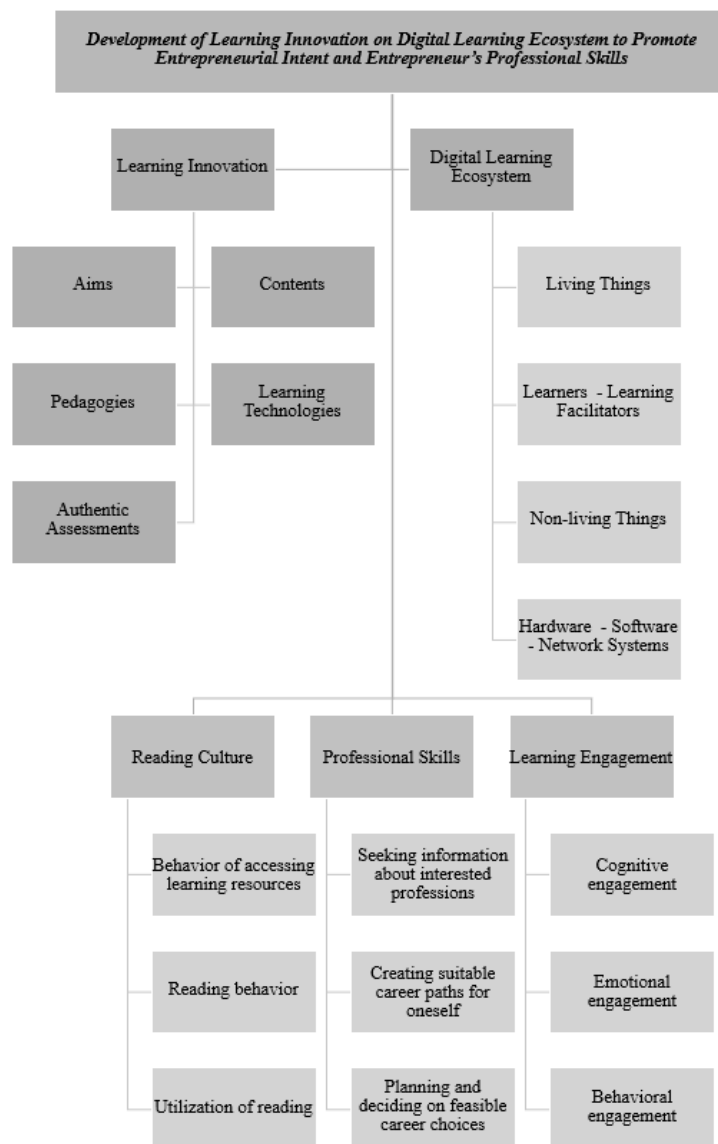 Development of Learning Innovation on Digital Learning Ecosystem to Promote
Entrepreneurial Intent and Entrepreneur's Professional Skills
Learning Innovation
Digital Learning
Ecosystem
Aims
Contents
Living Things
Pedagogies
Learning
Technologies
Learners - Learning
Facilitators
Authentic
Assessments
Non-living Things
Hardware - Software
- Network Systems
Reading Culture
Professional Skills
Learning Engagement
Behavior of accessing
learning resources
Seeking information
about interested
professions
Cognitive
engagement
Reading behavior
Creating suitable
career paths for
oneself
Emotional
engagement
Utilization of reading
Planning and
deciding on feasible
career choices
Behavioral
engagement